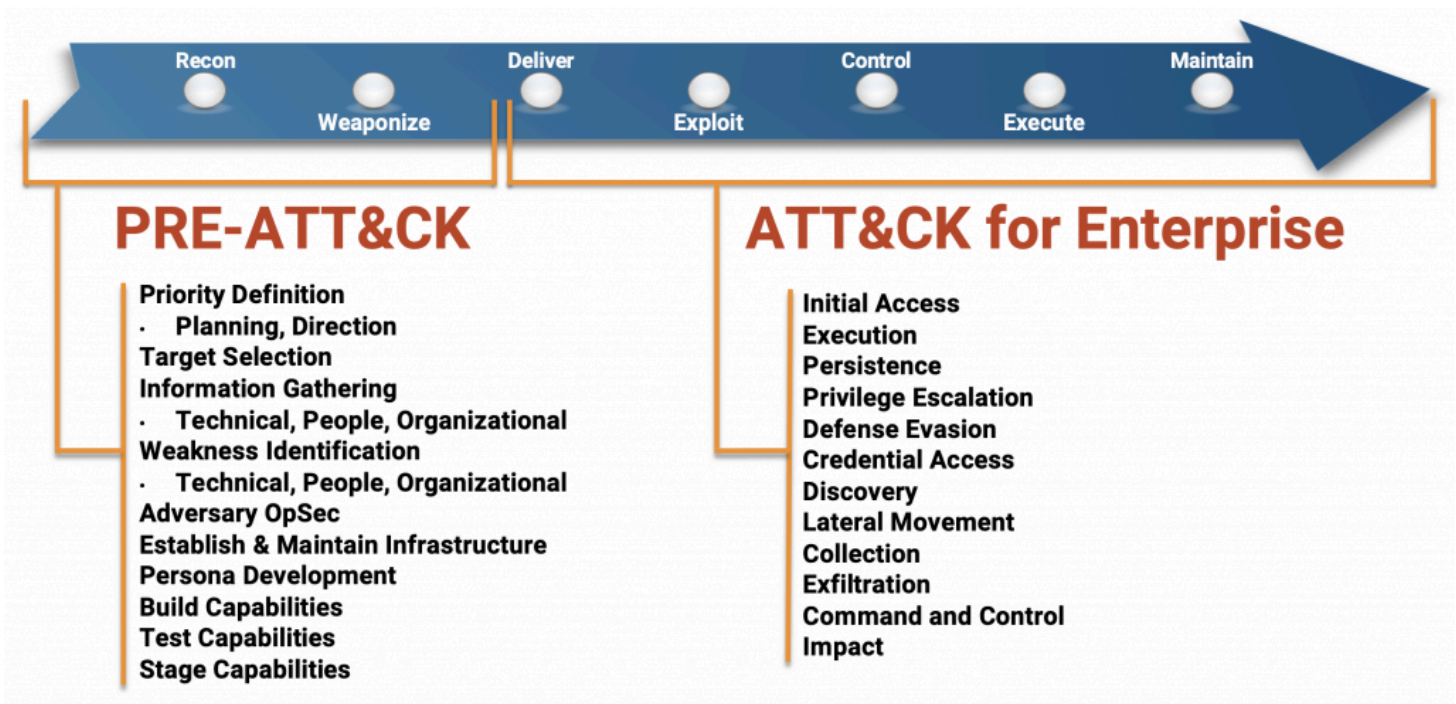 Recon
Weaponize
Deliver
Exploit
Control
Execute
Maintain
PRE-ATT&CK
Priority Definition
· Planning, Direction
Target Selection
Information Gathering
· Technical, People, Organizational
Weakness Identification
· Technical, People, Organizational
Adversary OpSec
Establish & Maintain Infrastructure
Persona Development
Build Capabilities
Test Capabilities
Stage Capabilities
ATT&CK for Enterprise
Initial Access
Execution
Persistence
Privilege Escalation
Defense Evasion
Credential Access
Discovery
Lateral Movement
Collection
Exfiltration
Command and Control
Impact